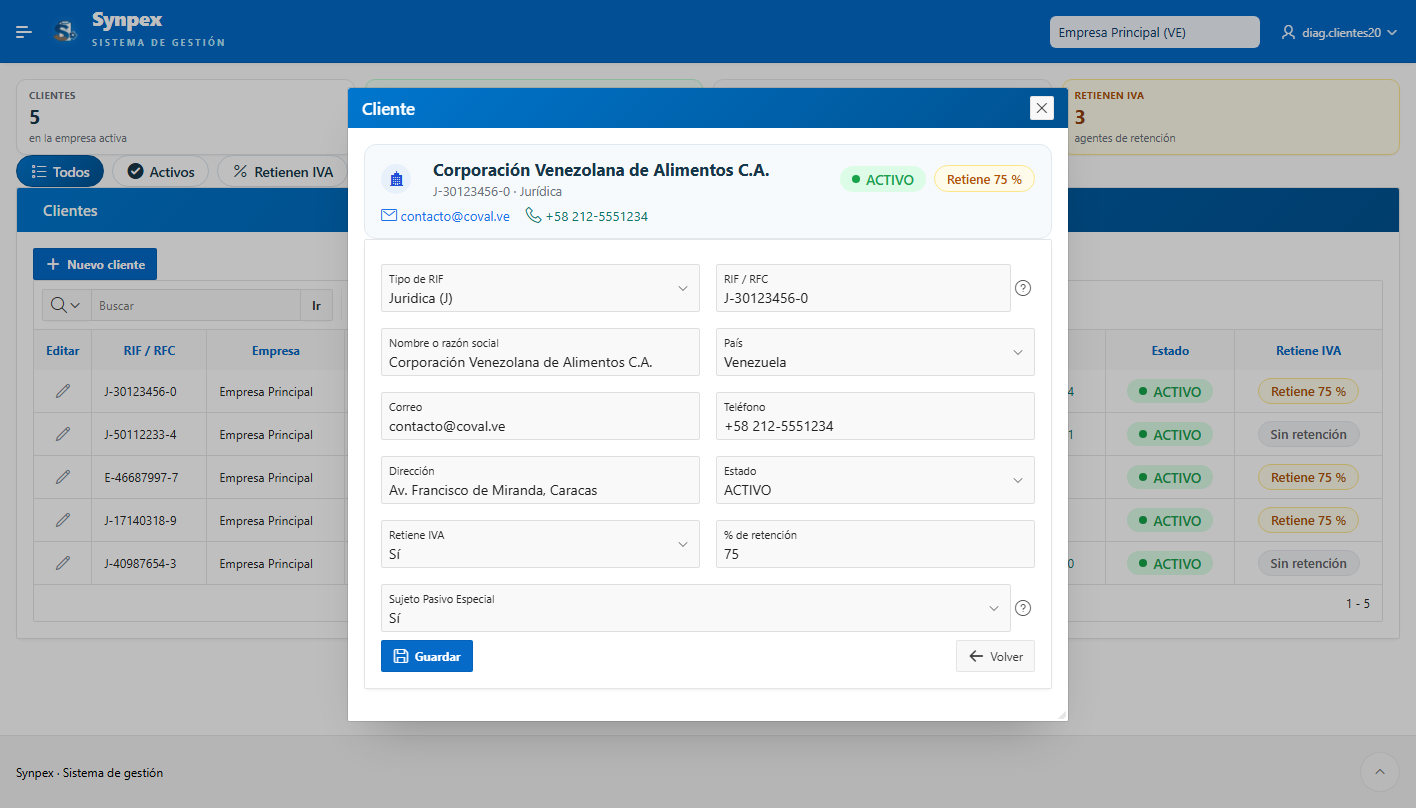 Synpex
SISTEMA DE GESTIÓN
Empresa Principal (VE)
diag.clientes20
CLIENTES
5
en la empresa activa
RETIENEN IVA
3
agentes de retención
Todos
Activos
Retienen IVA
Clientes
Nuevo cliente
Buscar
Ir
Editar RIF / RFC Empresa Estado Retiene IVA
J-30123456-0 Empresa Principal 4 ACTIVO Retiene 75 %
J-50112233-4 Empresa Principal 1 ACTIVO Sin retención
E-46687997-7 Empresa Principal ACTIVO Retiene 75 %
J-17140318-9 Empresa Principal ACTIVO Retiene 75 %
J-40987654-3 Empresa Principal 0 ACTIVO Sin retención
1 - 5
Cliente
Corporación Venezolana de Alimentos C.A.
J-30123456-0 · Jurídica
ACTIVO
Retiene 75 %
contacto@coval.ve
+58 212-5551234
Tipo de RIF
Juridica (J)
RIF / RFC
J-30123456-0
Nombre o razón social
Corporación Venezolana de Alimentos C.A.
País
Venezuela
Correo
contacto@coval.ve
Teléfono
+58 212-5551234
Dirección
Av. Francisco de Miranda, Caracas
Estado
ACTIVO
Retiene IVA
Sí
% de retención
75
Sujeto Pasivo Especial
Sí
Guardar
Volver
Synpex · Sistema de gestión